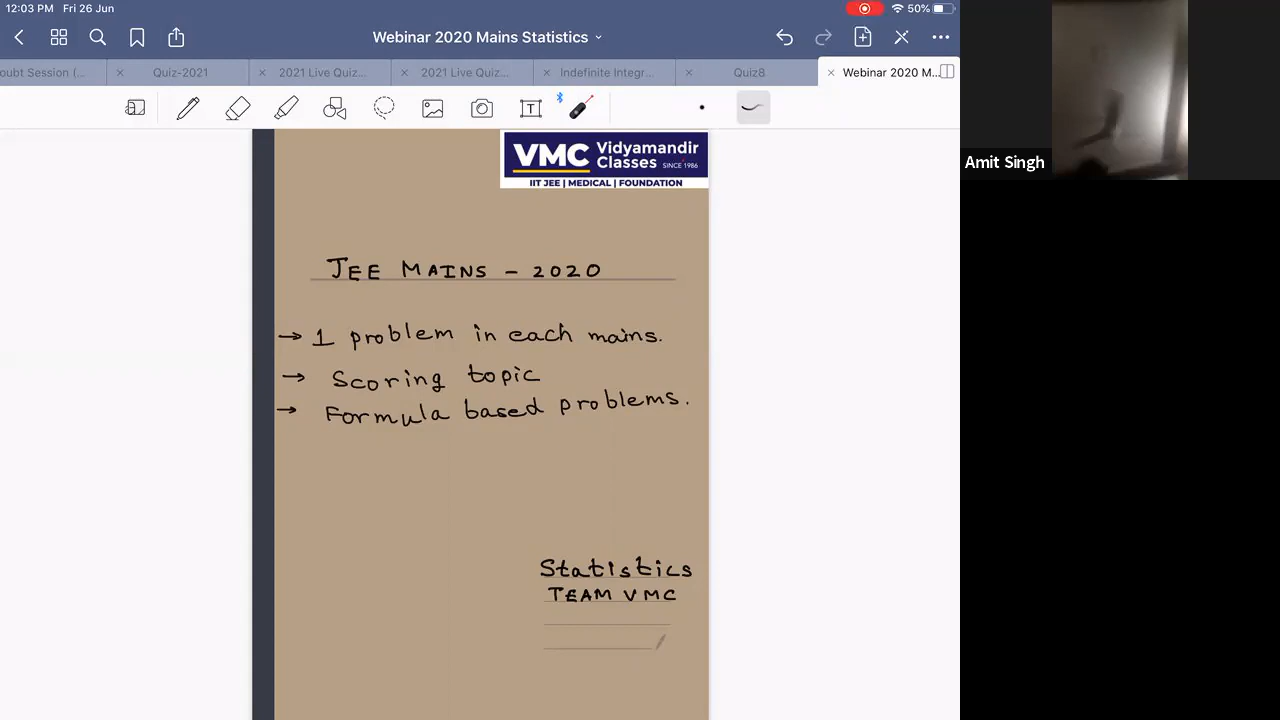 12:03 PM Fri 26 Jun
50%
Webinar 2020 Mains Statistics
oubt Session (...
Quiz-2021
2021 Live Quiz...
2021 Live Quiz...
Indefinite Integr...
Quiz8
Webinar 2020 M...
T
VMC Vidyamandir
Classes SINCE 1986
IIT JEE | MEDICAL | FOUNDATION
JEE MAINS - 2020
→ 1 problem in each mains.
→ Scoring topic
→ Formula based problems.
Statistics
TEAM VMC
Amit Singh